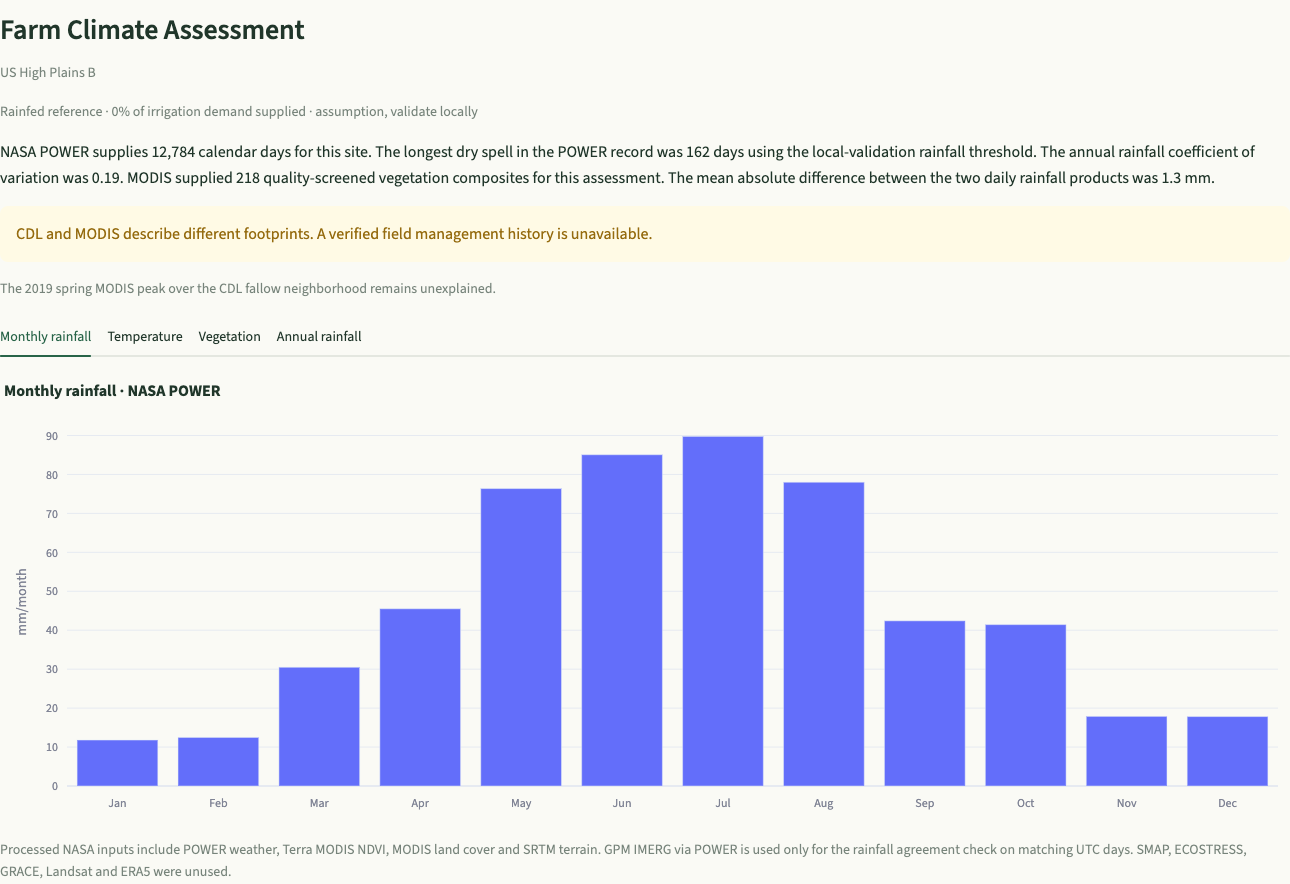 Farm Climate Assessment
US High Plains B
Rainfed reference · 0% of irrigation demand supplied · assumption, validate locally
NASA POWER supplies 12,784 calendar days for this site. The longest dry spell in the POWER record was 162 days using the local-validation rainfall threshold. The annual rainfall coefficient of
variation was 0.19. MODIS supplied 218 quality-screened vegetation composites for this assessment. The mean absolute difference between the two daily rainfall products was 1.3 mm.
CDL and MODIS describe different footprints. A verified field management history is unavailable.
The 2019 spring MODIS peak over the CDL fallow neighborhood remains unexplained.
Monthly rainfall Temperature Vegetation Annual rainfall
Monthly rainfall · NASA POWER
90
80
70
60
50
40
30
20
10
0
mm/month
Jan Feb Mar Apr May Jun Jul Aug Sep Oct Nov Dec
Processed NASA inputs include POWER weather, Terra MODIS NDVI, MODIS land cover and SRTM terrain. GPM IMERG via POWER is used only for the rainfall agreement check on matching UTC days. SMAP, ECOSTRESS,
GRACE, Landsat and ERA5 were unused.